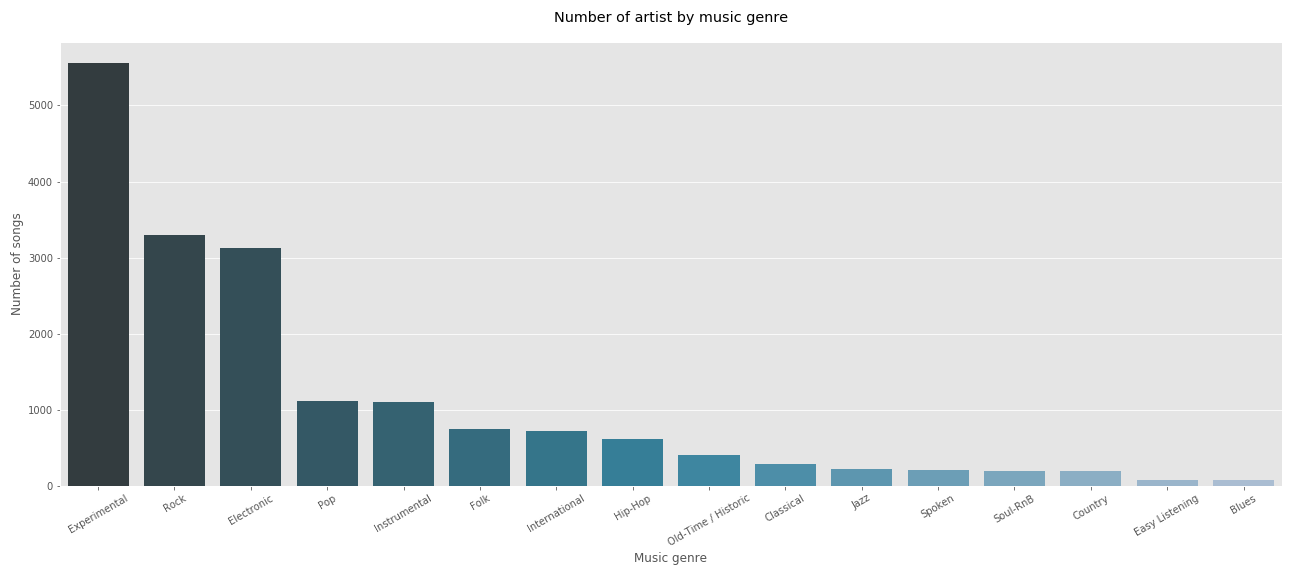 Number of artist by music genre
Number of songs
5000
4000
3000
2000
1000
0
Experimental
Rock
Electronic
Pop
Instrumental
Folk
International
Hip-Hop
Old-Time / Historic
Classical
Jazz
Spoken
Soul-RnB
Country
Easy Listening
Blues
Music genre